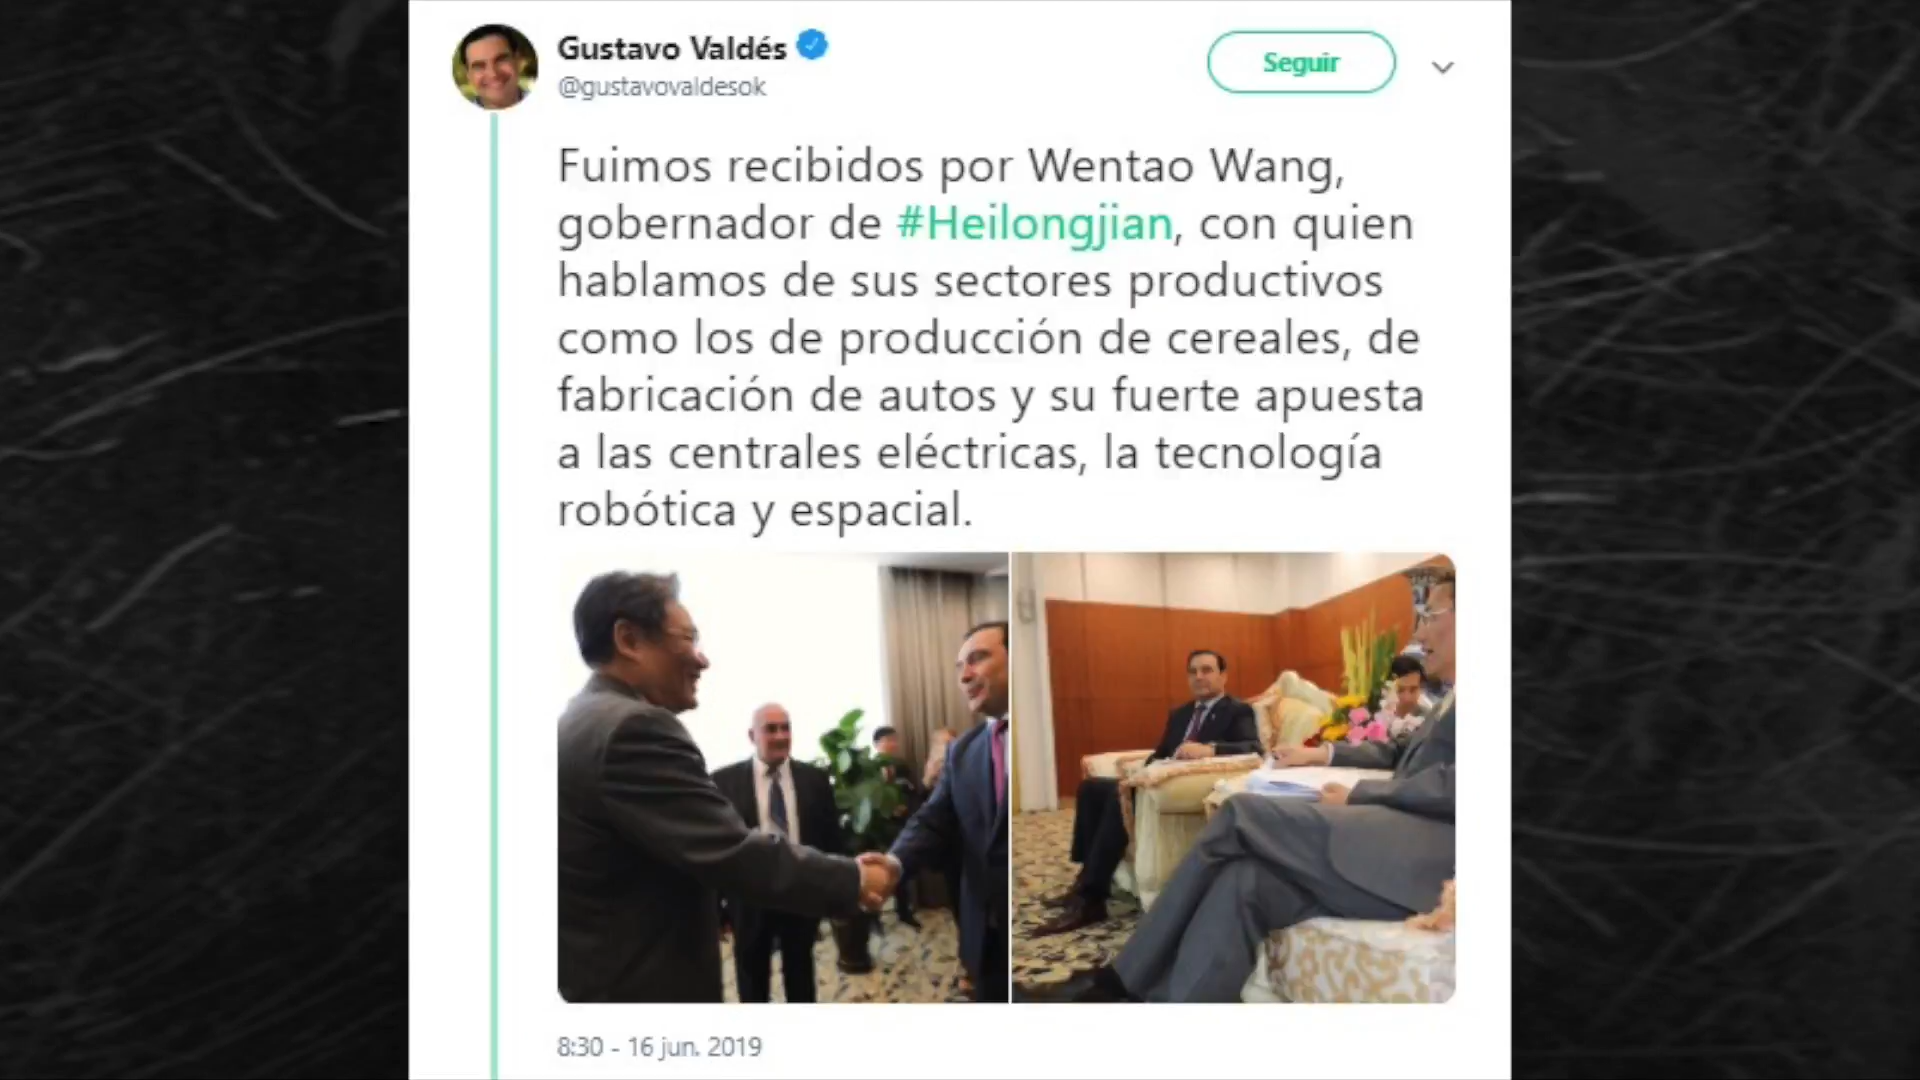 Gustavo Valdés
@gustavovaldesok
Seguir
Fuimos recibidos por Wentao Wang,
gobernador de #Heilongjian, con quien
hablamos de sus sectores productivos
como los de producción de cereales, de
fabricación de autos y su fuerte apuesta
a las centrales eléctricas, la tecnología
robótica y espacial.
8:30 - 16 jun. 2019